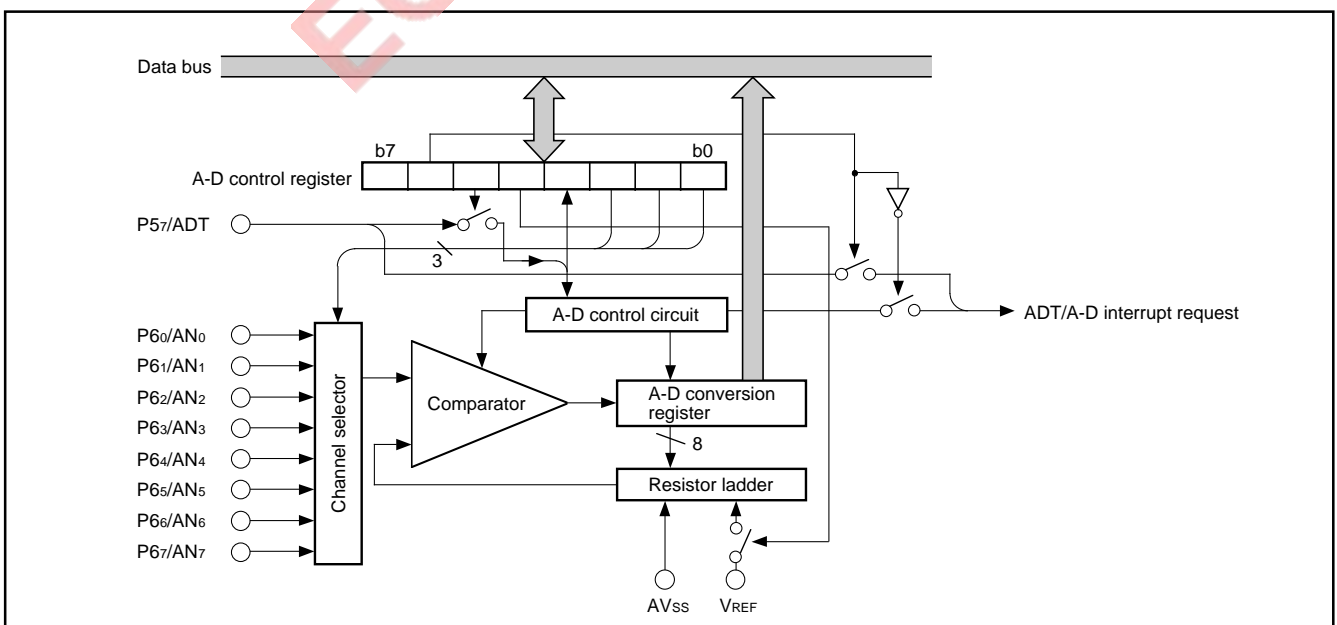 EC
Data bus
b7 b0
A-D control register
P57/ADT
3
A-D control circuit
ADT/A-D interrupt request
P60/AN0
P61/AN1
P62/AN2
P63/AN3
P64/AN4
P65/AN5
P66/AN6
P67/AN7
Channel selector
Comparator
A-D conversion
register
8
Resistor ladder
AVSS VREF